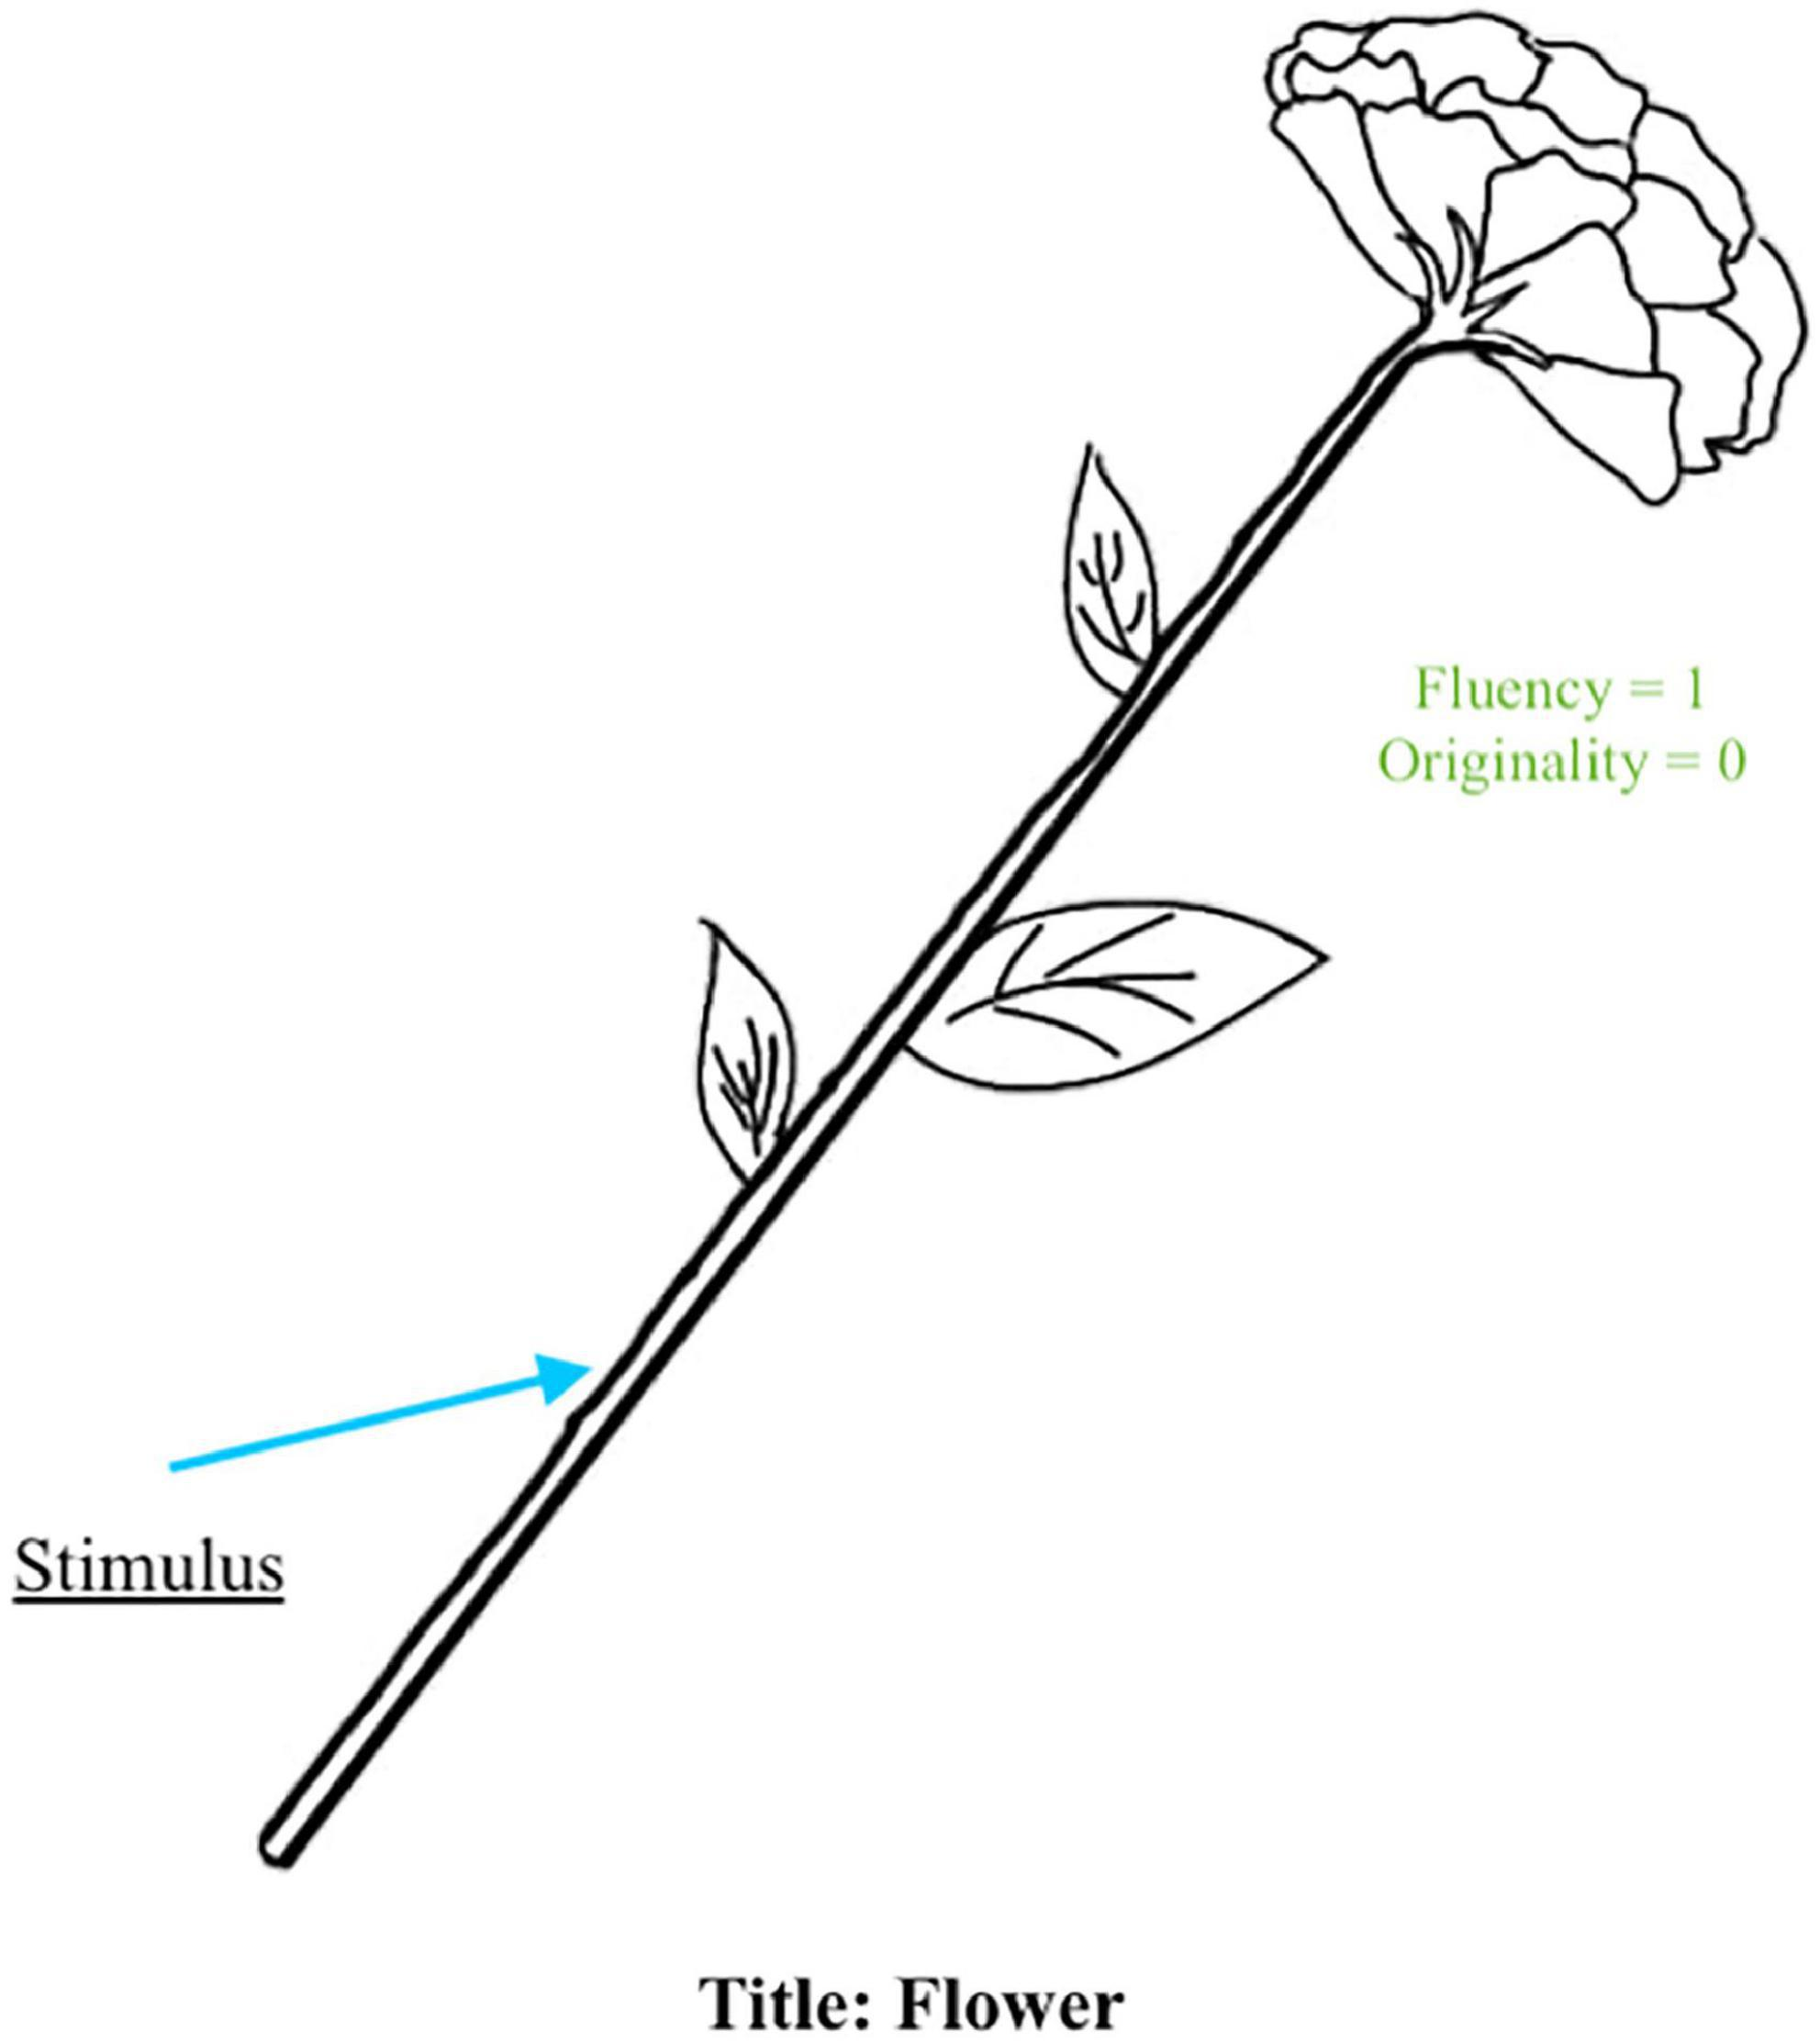 Fluency = 1
Originality = 0
Stimulus
Title: Flower